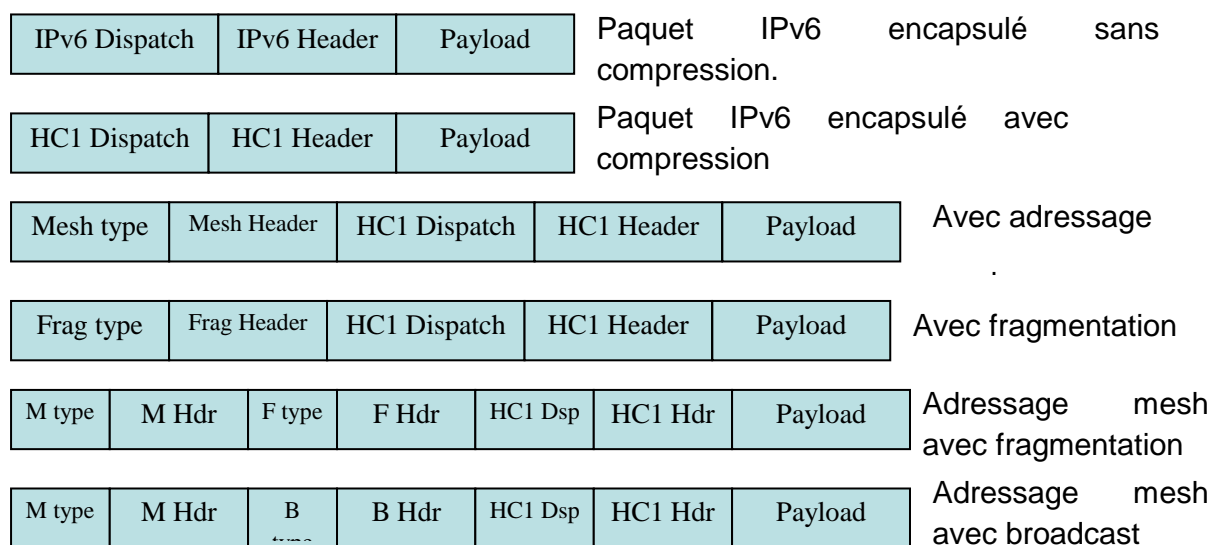 IPv6 Dispatch IPv6 Header Payload
Paquet IPv6 encapsulé sans
compression.
HC1 Dispatch HC1 Header Payload
Paquet IPv6 encapsulé avec
compression
Mesh type Mesh Header HC1 Dispatch HC1 Header Payload
Avec adressage
.
Frag type Frag Header HC1 Dispatch HC1 Header Payload
Avec fragmentation
M type M Hdr F type F Hdr HC1 Dsp HC1 Hdr Payload
Adressage mesh
avec fragmentation
M type M Hdr B B Hdr HC1 Dsp HC1 Hdr Payload
Adressage mesh
avec broadcast